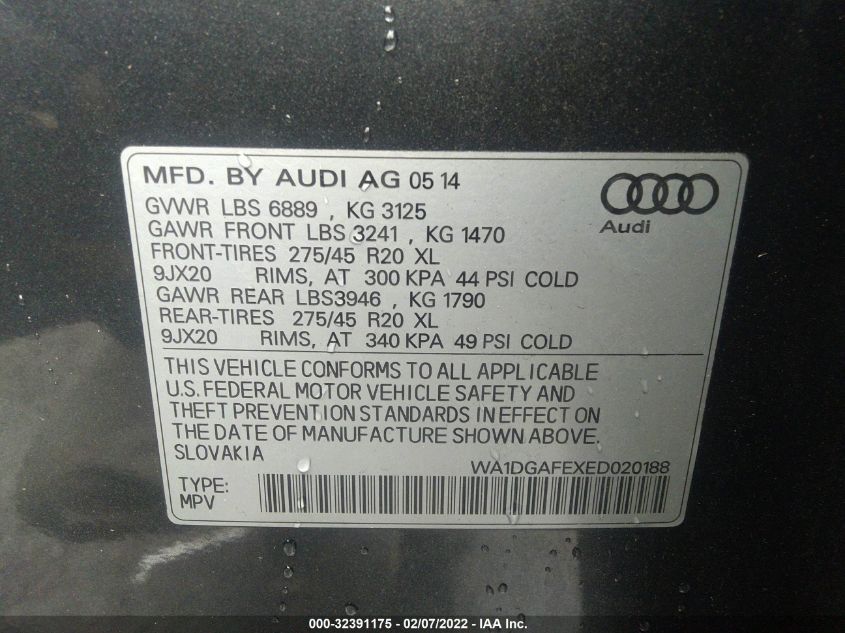 MFD. BY AUDI AG 05 14
GVWR LBS 6889 , KG 3125
GAWR FRONT LBS 3241 , KG 1470
FRONT-TIRES 275/45 R20 XL
9JX20 RIMS, AT 300 KPA 44 PSI COLD
GAWR REAR LBS3946 , KG 1790
REAR-TIRES 275/45 R20 XL
9JX20 RIMS, AT 340 KPA 49 PSI COLD
Audi
THIS VEHICLE CONFORMS TO ALL APPLICABLE
U.S. FEDERAL MOTOR VEHICLE SAFETY AND
THEFT PREVENTION STANDARDS IN EFFECT ON
THE DATE OF MANUFACTURE SHOWN ABOVE.
SLOVAKIA
WA1DGAFEXED020188
TYPE:
MPV
000-32391175 - 02/07/2022 - IAA Inc.